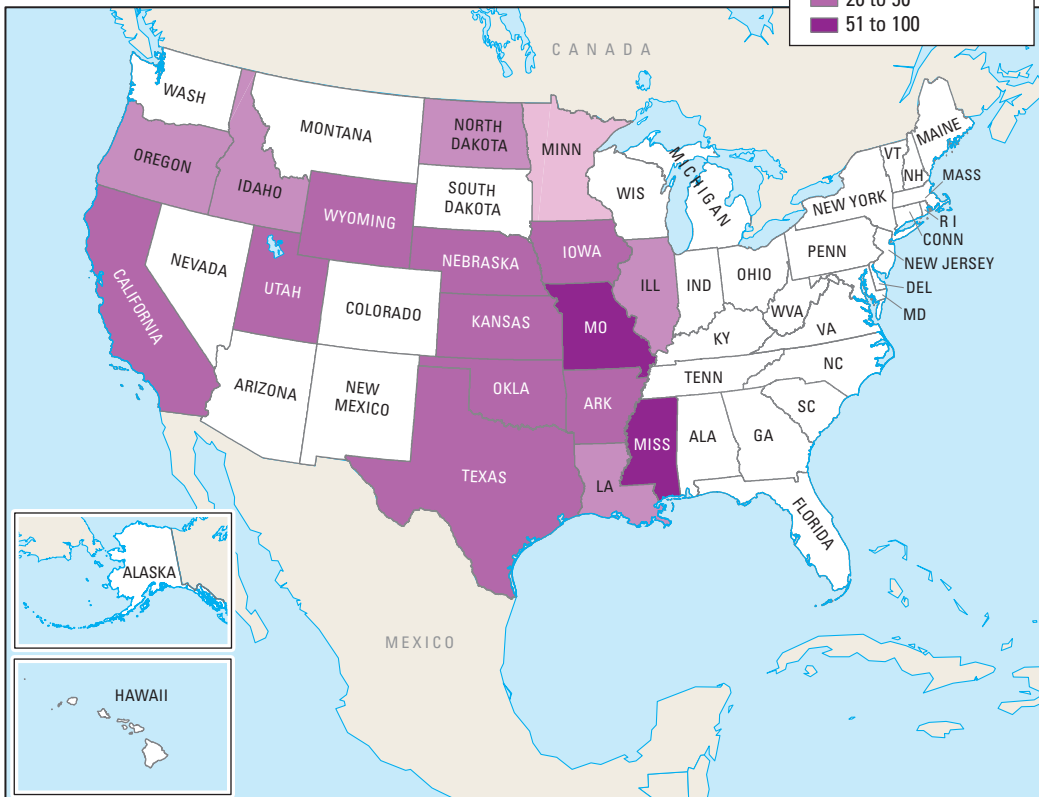 51 to 100
CANADA
WASH
MONTANA
NORTH
DAKOTA
MINN
OREGON
IDAHO
SOUTH
DAKOTA
WIS
MICHIGAN
VT
MAINE
NH
MASS
NEW YORK
R I
CONN
WYOMING
NEVADA
UTAH
COLORADO
CALIFORNIA
NEBRASKA
IOWA
ILL
IND
OHIO
PENN
NEW JERSEY
DEL
MD
WVA
VA
KANSAS
MO
KY
NC
TENN
ARIZONA
NEW
MEXICO
OKLA
ARK
SC
MISS
ALA
GA
TEXAS
LA
FLORIDA
ALASKA
MEXICO
HAWAII